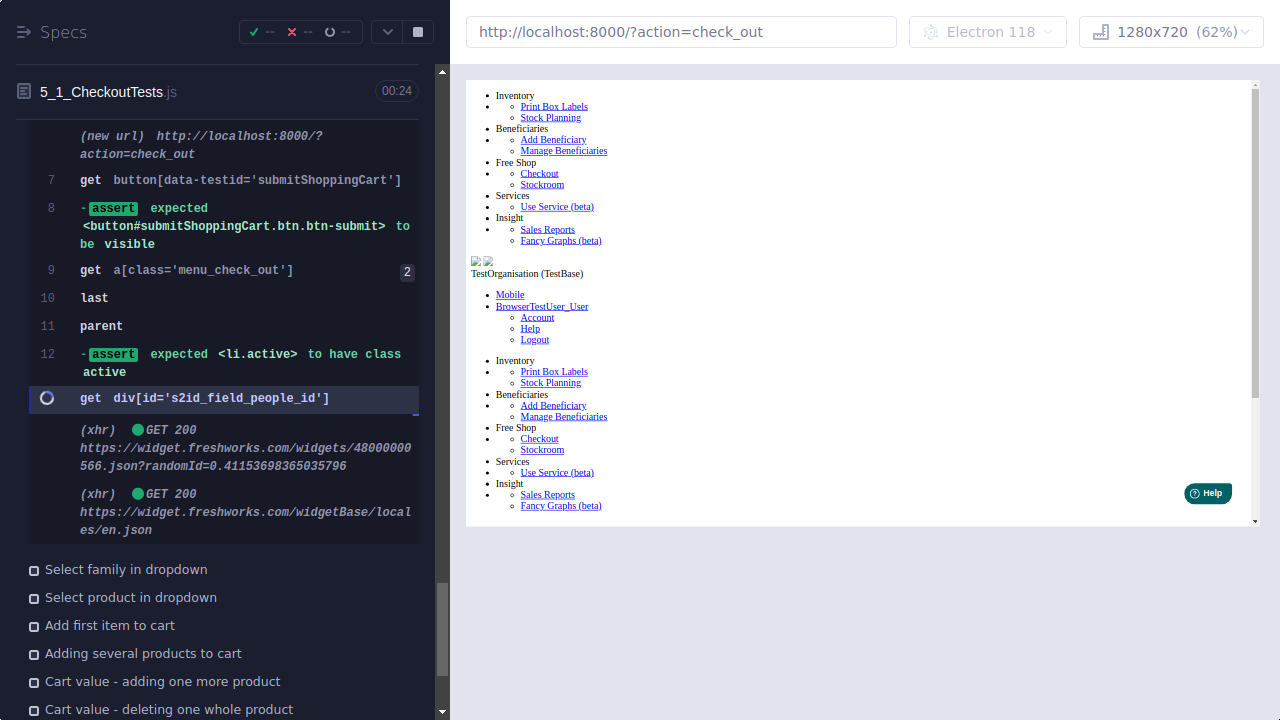 Specs
--
--
--
5_1_CheckoutTests.js
00:24
(new url) http://localhost:8000/?
action=check_out
7 get button[data-testid='submitShoppingCart']
8 -assert expected
<button#submitShoppingCart.btn.btn-submit> to
be visible
9 get a[class='menu_check_out'] 2
10 last
11 parent
12 -assert expected <li.active> to have class
active
get div[id='s2id_field_people_id']
(xhr) GET 200
https://widget.freshworks.com/widgets/48000000
566.json?randomId=0.41153698365035796
(xhr) GET 200
https://widget.freshworks.com/widgetBase/local
es/en.json
Select family in dropdown
Select product in dropdown
Add first item to cart
Adding several products to cart
Cart value - adding one more product
Cart value - deleting one whole product
http://localhost:8000/?action=check_out
Electron 118
1280x720 (62%)
Inventory
Print Box Labels
Stock Planning
Beneficiaries
Add Beneficiary
Manage Beneficiaries
Free Shop
Checkout
Stockroom
Services
Use Service (beta)
Insight
Sales Reports
Fancy Graphs (beta)
TestOrganisation (TestBase)
Mobile
BrowserTestUser_User
Account
Help
Logout
Inventory
Print Box Labels
Stock Planning
Beneficiaries
Add Beneficiary
Manage Beneficiaries
Free Shop
Checkout
Stockroom
Services
Use Service (beta)
Insight
Sales Reports
Fancy Graphs (beta)
Help